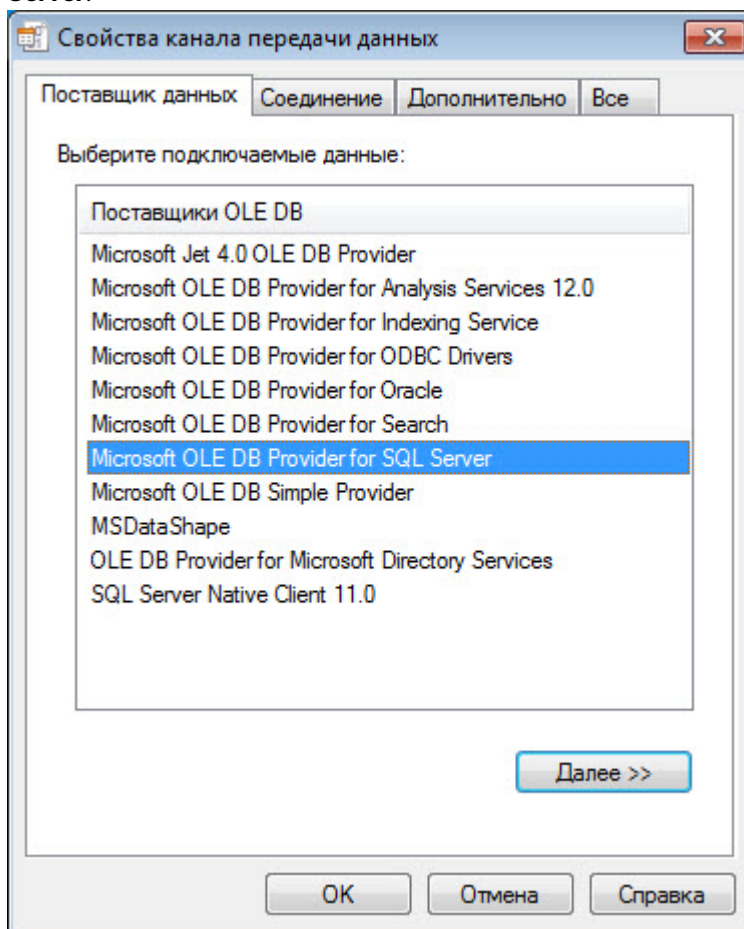 Server.
Свойства канала передачи данных
Поставщик данных Соединение Дополнительно Все
Выберите подключаемые данные:
Поставщики OLE DB
Microsoft Jet 4.0 OLE DB Provider
Microsoft OLE DB Provider for Analysis Services 12.0
Microsoft OLE DB Provider for Indexing Service
Microsoft OLE DB Provider for ODBC Drivers
Microsoft OLE DB Provider for Oracle
Microsoft OLE DB Provider for Search
Microsoft OLE DB Provider for SQL Server
Microsoft OLE DB Simple Provider
MSDataShape
OLE DB Provider for Microsoft Directory Services
SQL Server Native Client 11.0
Далее >>
OK Отмена Справка